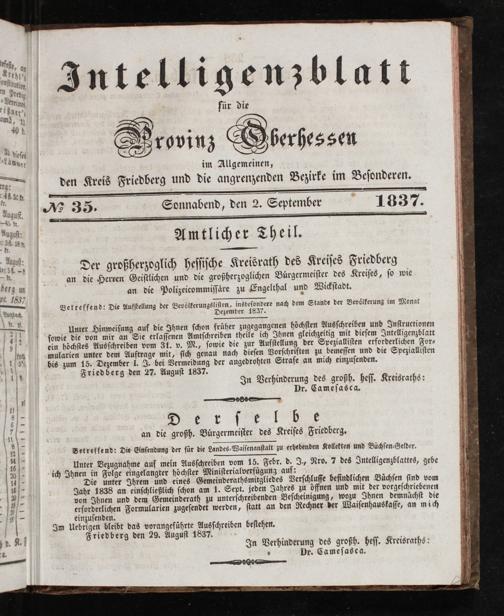 Intelligenzblatt
für die
Provinz Oberhessen
im Allgemeinen,
den Kreis Friedberg und die angrenzenden Bezirke im Besonderen.
№ 35. Sonnabend, den 2. September 1837.
Amtlicher Theil.
Der großherzoglich hessische Kreisrath des Kreises Friedberg
an die Herren Geistlichen und die großherzoglichen Bürgermeister des Kreises, so wie
an die Polizeicommissäre zu Engelthal und Wickstadt.
Betreffend: Die Aufstellung der Bevölkerungslisten, insbesondere nach dem Stande der Bevölkerung im Monat
Dezember 1837.
Unter Hinweisung auf die Ihnen schon früher zugegangenen höchsten Ausschreiben und Instructionen
sowie die von mir an Sie erlassenen Amtschreiben theile ich Ihnen gleichzeitig mit diesem Intelligenzblatt
ein höchstes Ausschreiben vom 31. v. M., sowie die zur Aufstellung der Speziallisten erforderlichen For-
mularien unter dem Auftrage mit, sich genau nach diesen Vorschriften zu bemessen und die Speziallisten
bis zum 15. Dezember l. J. bei Vermeidung der angedrohten Strafe an mich einzusenden.
Friedberg den 27. August 1837.
In Verhinderung des großh. hess. Kreisraths:
Dr. Camesasca.
Derselbe
an die großh. Bürgermeister des Kreises Friedberg.
Betreffend: Die Einsendung der für die Landes-Waisenanstalt zu erhebenden Kollekten und Büchsen-Gelder.
Unter Bezugnahme auf mein Ausschreiben vom 15. Febr. d. J., Nro. 7 des Intelligenzblattes, gebe
ich Ihnen in Folge eingelangter höchster Ministerialverfügung auf:
Die unter Ihrem und eines Gemeinderathsmitgliedes Verschlusse befindlichen Büchsen sind vom
Jahr 1838 an einschließlich schon am 1. Sept. jeden Jahres zu öffnen und mit der vorgeschriebenen
von Ihnen und dem Gemeinderath zu unterschreibenden Bescheinigung, wozu Ihnen demnächst die
erforderlichen Formularien zugesendet werden, statt an den Rechner der Waisenhauskasse, an mich
einzusenden.
Im Uebrigen bleibt das vorangeführte Ausschreiben bestehen.
Friedberg den 29. August 1837.
In Verhinderung des großh. hess. Kreisraths:
Dr. Camesasca.